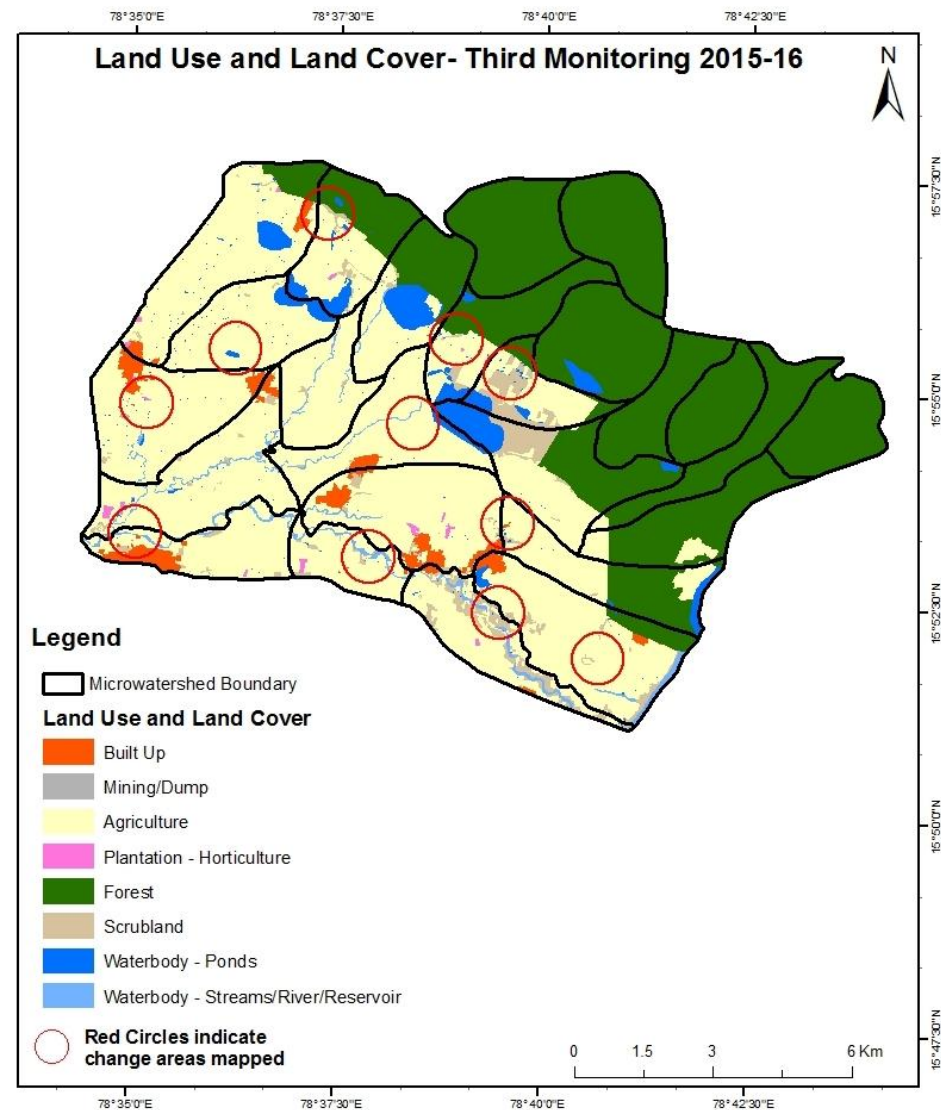 78°35'0"E 78°37'30"E 78°40'0"E 78°42'30"E
Land Use and Land Cover- Third Monitoring 2015-16
N
15°57'30"N
15°55'0"N
15°52'30"N
15°50'0"N
15°47'30"N
Legend
Microwatershed Boundary
Land Use and Land Cover
Built Up
Mining/Dump
Agriculture
Plantation - Horticulture
Forest
Scrubland
Waterbody - Ponds
Waterbody - Streams/River/Reservoir
Red Circles indicate
change areas mapped
0 1.5 3 6 Km
78°35'0"E 78°37'30"E 78°40'0"E 78°42'30"E